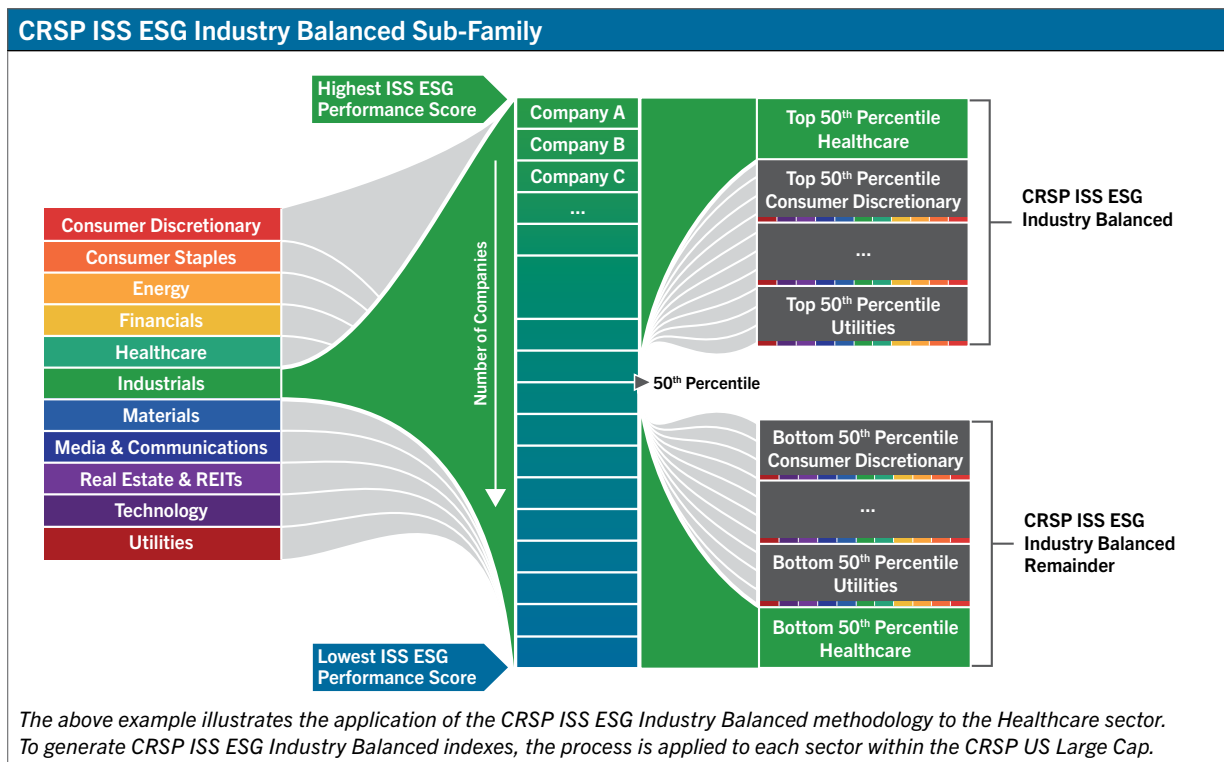 CRSP ISS ESG Industry Balanced Sub-Family
Highest ISS ESG
Performance Score
Consumer Discretionary
Consumer Staples
Energy
Financials
Healthcare
Industrials
Materials
Media & Communications
Real Estate & REITs
Technology
Utilities
Lowest ISS ESG
Performance Score
Number of Companies
Company A
Company B
Company C
...
50th Percentile
Top 50th Percentile
Healthcare
Top 50th Percentile
Consumer Discretionary
...
Top 50th Percentile
Utilities
CRSP ISS ESG
Industry Balanced
Bottom 50th Percentile
Consumer Discretionary
...
Bottom 50th Percentile
Utilities
Bottom 50th Percentile
Healthcare
CRSP ISS ESG
Industry Balanced
Remainder
The above example illustrates the application of the CRSP ISS ESG Industry Balanced methodology to the Healthcare sector.
To generate CRSP ISS ESG Industry Balanced indexes, the process is applied to each sector within the CRSP US Large Cap.